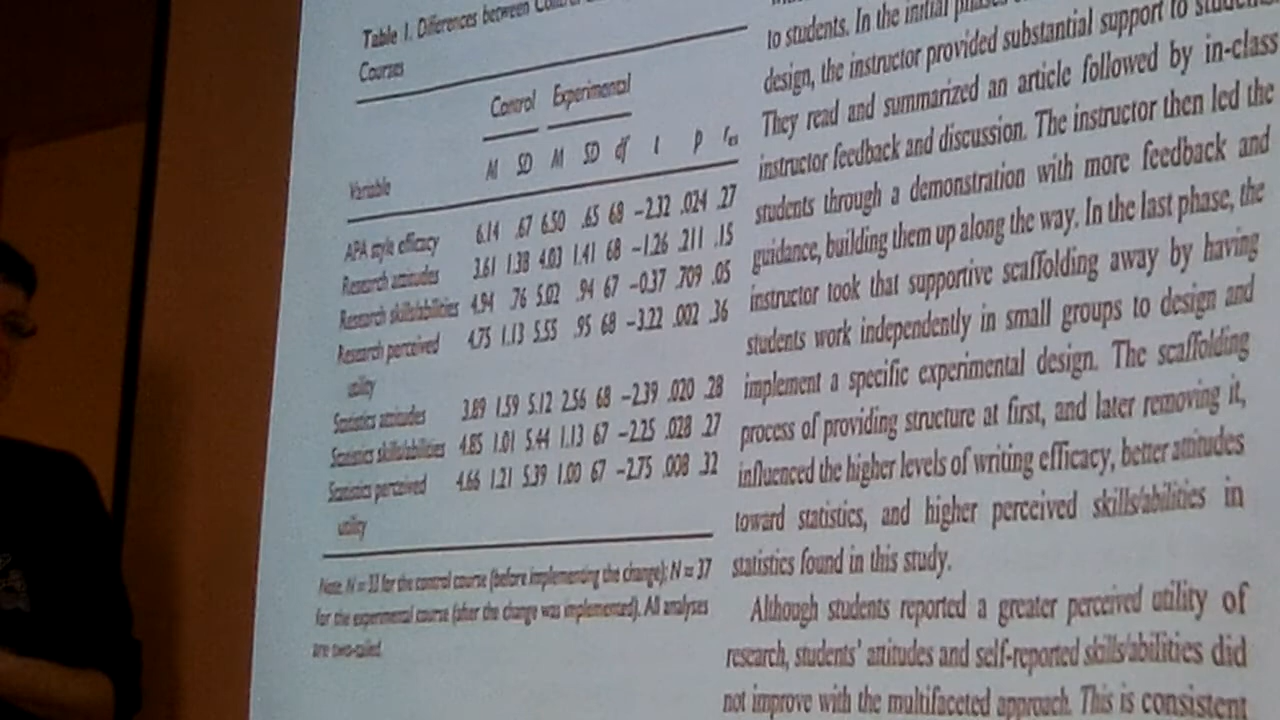 Table 1. Differences between
Courses
Control Experimental
Variable M SD M SD df t p r_es
APA style efficacy 6.14 .67 6.50 .65 68 −2.32 .024 .27
Research attitudes 3.61 1.38 4.03 1.41 68 −1.26 .211 .15
Research skills/abilities 4.94 .76 5.02 .94 67 −0.37 .709 .05
Research perceived 4.75 1.13 5.55 .95 68 −3.22 .002 .36
utility
Statistics attitudes 3.89 1.59 5.12 2.56 68 −2.39 .020 .28
Statistics skills/abilities 4.85 1.01 5.44 1.13 67 −2.25 .028 .27
Statistics perceived 4.66 1.21 5.39 1.00 67 −2.75 .008 .32
utility
Note. N = 33 for the control course (before implementing the change); N = 37
for the experimental course (after the change was implemented). All analyses
are two-tailed.
to students. In the initial
design, the instructor provided substantial support to
They read and summarized an article followed by in-class
instructor feedback and discussion. The instructor then led the
students through a demonstration with more feedback and
guidance, building them up along the way. In the last phase, the
instructor took that supportive scaffolding away by having
students work independently in small groups to design and
implement a specific experimental design. The scaffolding
process of providing structure at first, and later removing it,
influenced the higher levels of writing efficacy, better attitudes
toward statistics, and higher perceived skills/abilities in
statistics found in this study.
Although students reported a greater perceived utility of
research, students' attitudes and self-reported skills/abilities did
not improve with the multifaceted approach. This is consistent